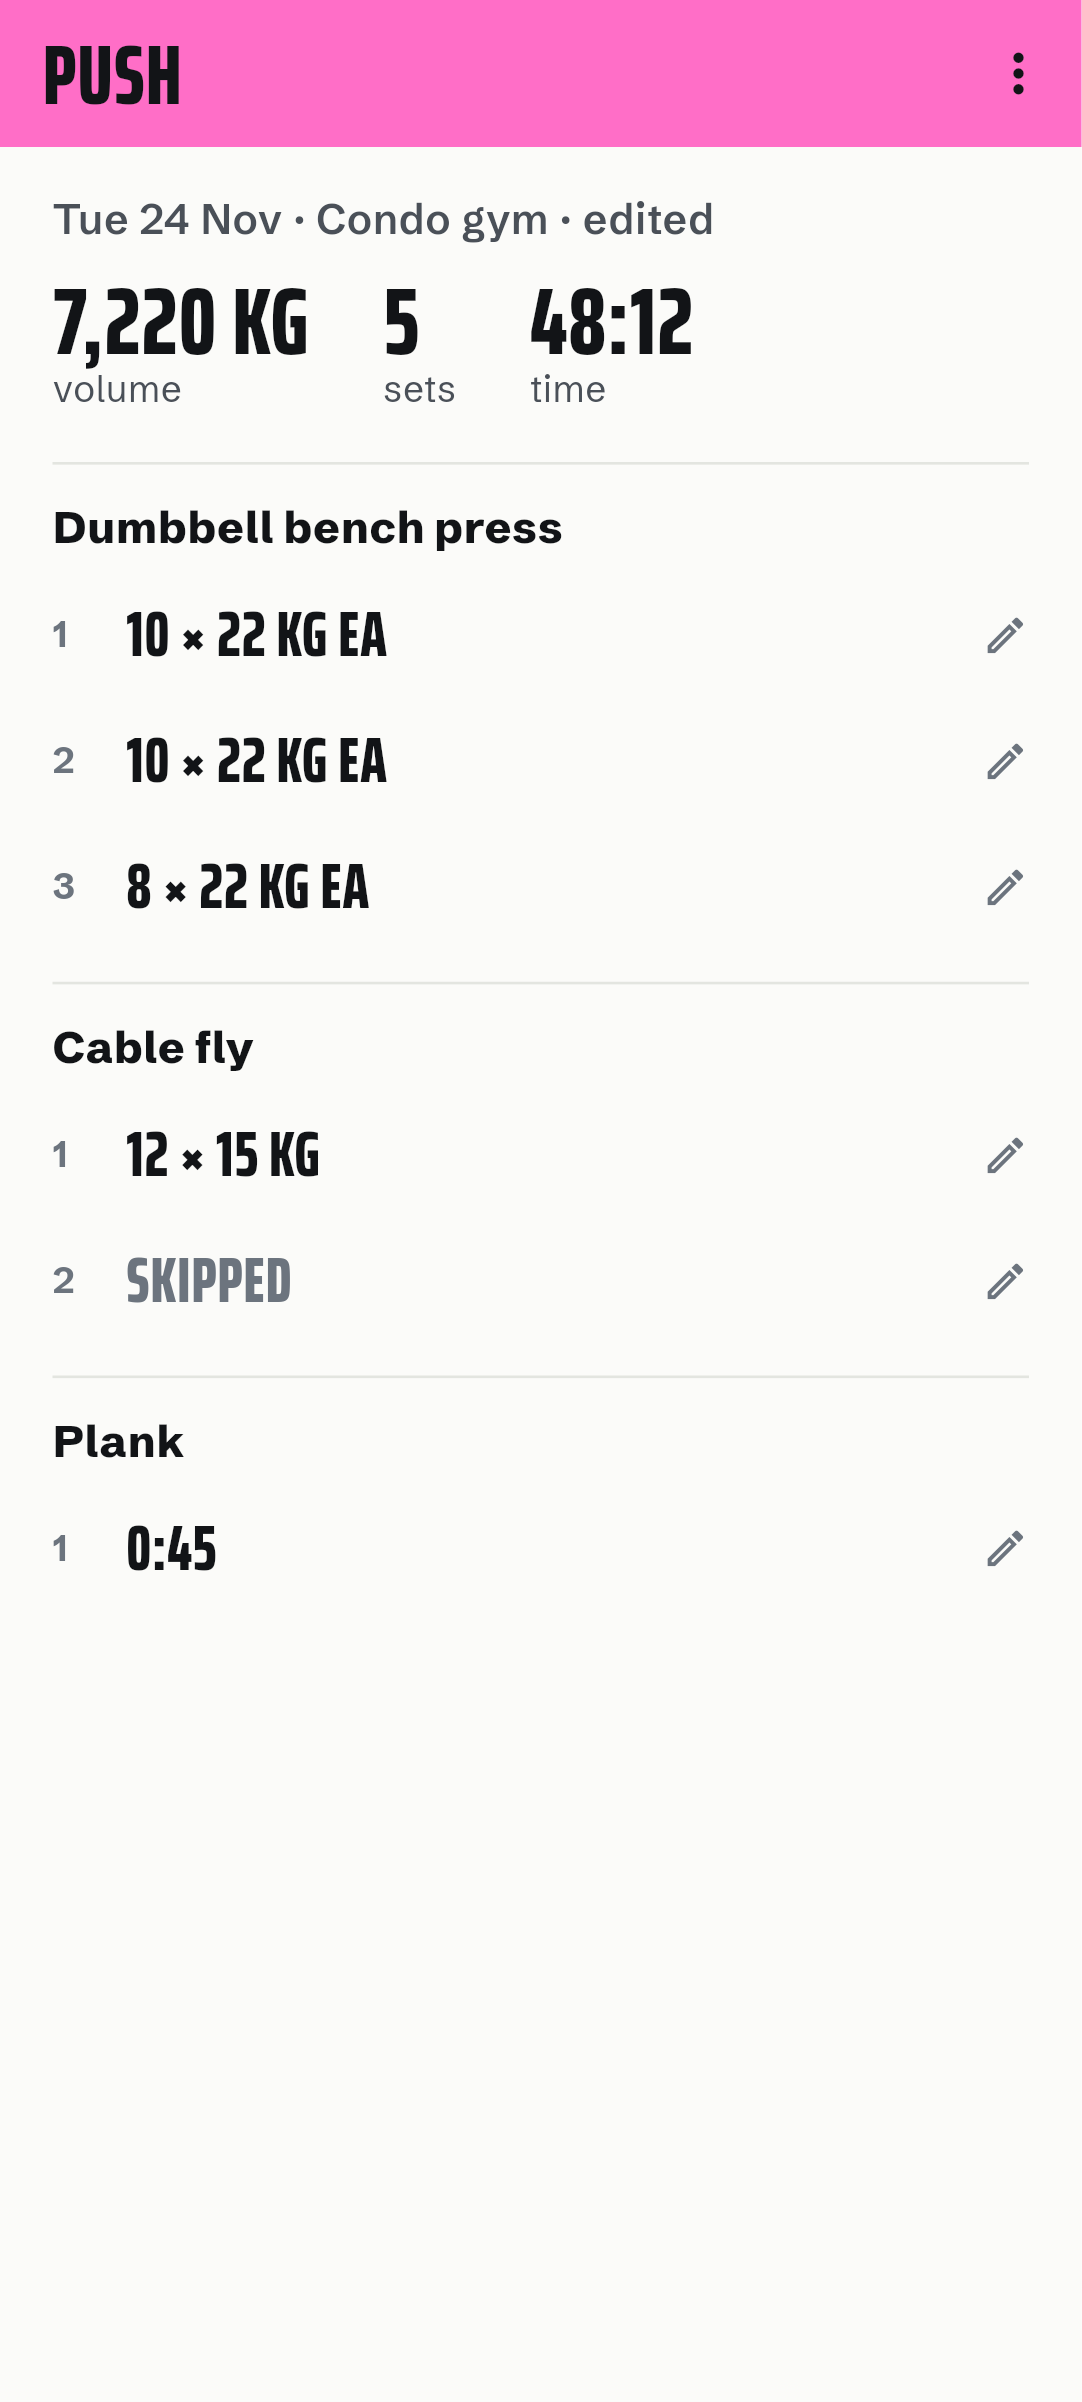 PUSH
Tue 24 Nov · Condo gym · edited
7,220 KG 5 48:12
volume sets time
Dumbbell bench press
1 10 × 22 KG EA
2 10 × 22 KG EA
3 8 × 22 KG EA
Cable fly
1 12 × 15 KG
2 SKIPPED
Plank
1 0:45